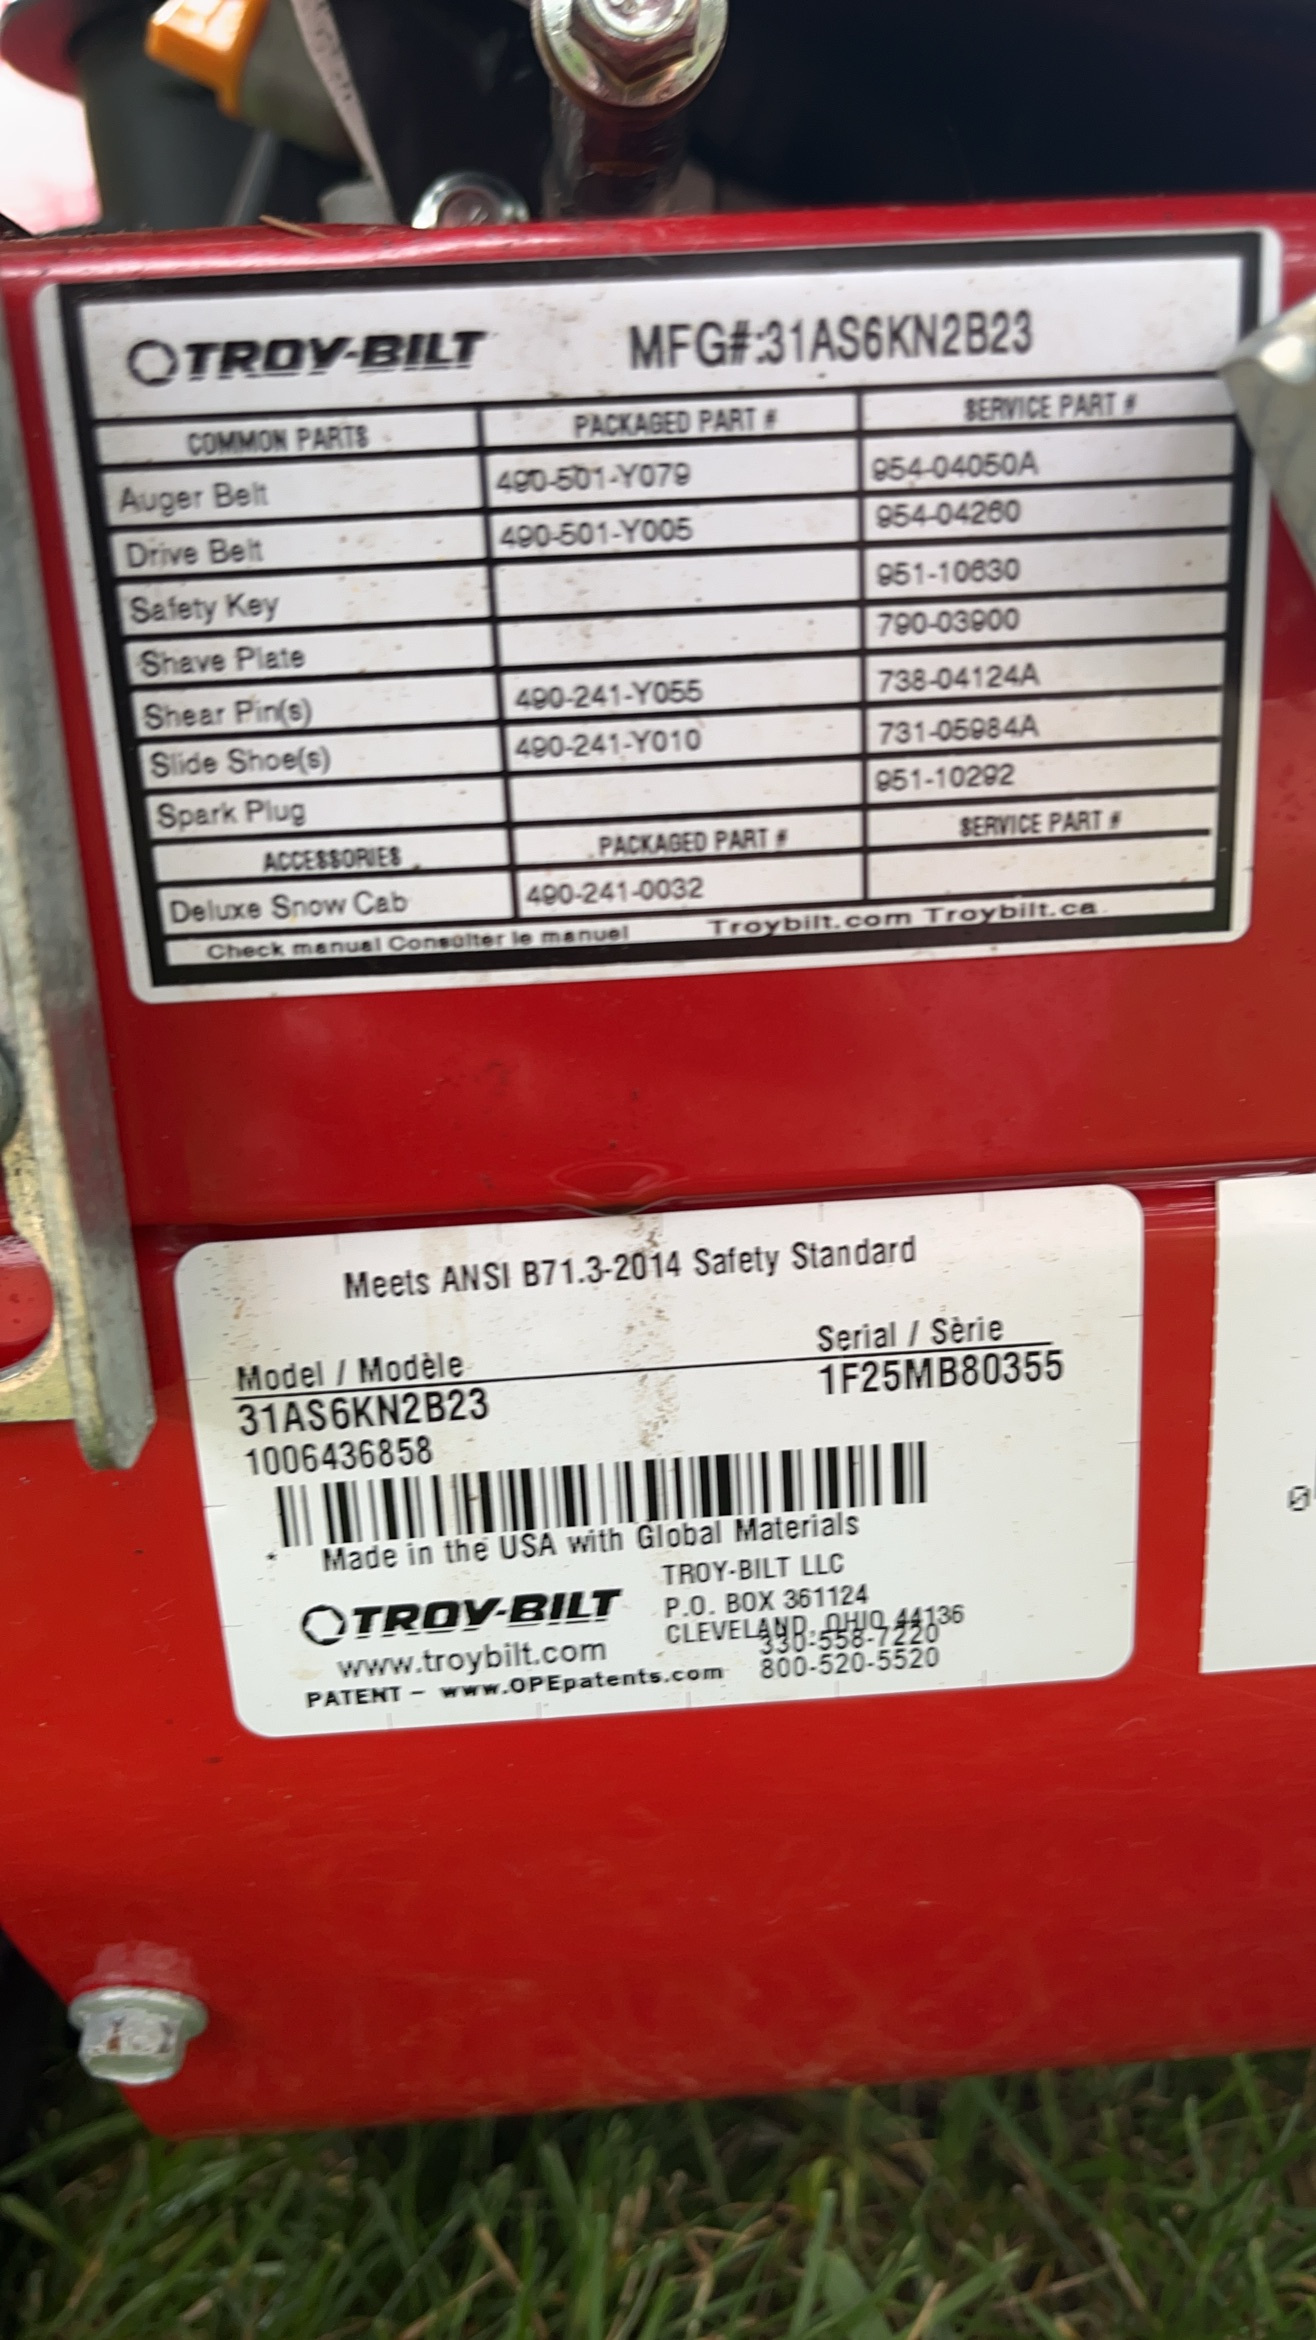 TROY-BILT MFG#:31AS6KN2B23
COMMON PARTS PACKAGED PART # SERVICE PART #
Auger Belt 490-501-Y079 954-04050A
Drive Belt 490-501-Y005 954-04260
Safety Key 951-10630
Shave Plate 790-03900
Shear Pin(s) 490-241-Y055 738-04124A
Slide Shoe(s) 490-241-Y010 731-05984A
Spark Plug 951-10292
ACCESSORIES PACKAGED PART # SERVICE PART #
Deluxe Snow Cab 490-241-0032
Check manual Consulter le manuel Troybilt.com Troybilt.ca
Meets ANSI B71.3-2014 Safety Standard
Model / Modèle Serial / Sèrie
31AS6KN2B23 1F25MB80355
1006436858
* Made in the USA with Global Materials
TROY-BILT
www.troybilt.com
TROY-BILT LLC
P.O. BOX 361124
CLEVELAND, OHIO 44136
330-558-7220
800-520-5520
PATENT - www.OPEpatents.com